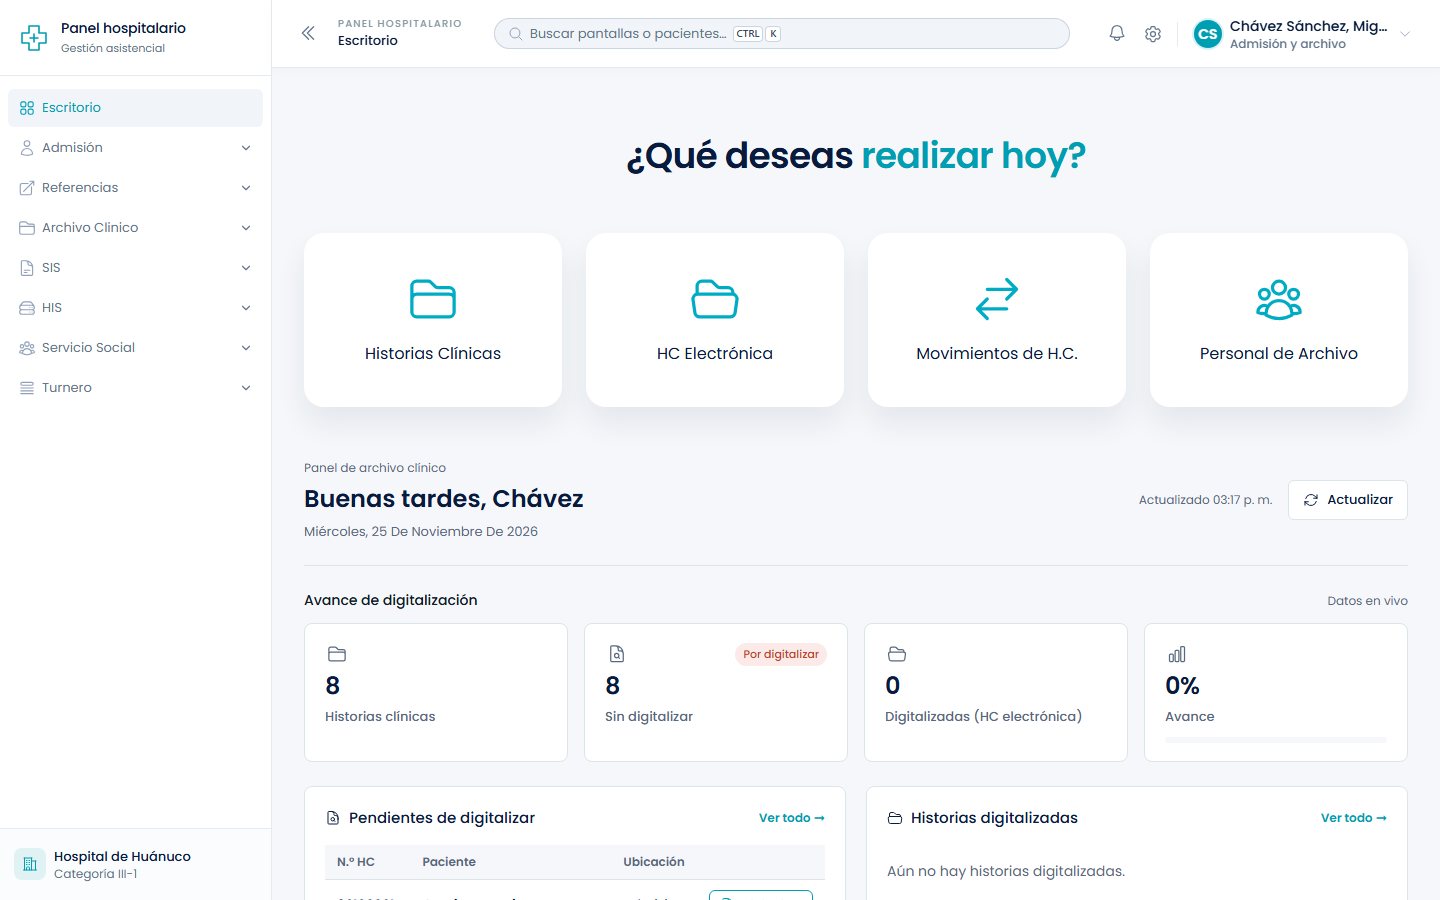 Panel hospitalario
Gestión asistencial
Escritorio
Admisión
Referencias
Archivo Clínico
SIS
HIS
Servicio Social
Turnero
Hospital de Huánuco
Categoría III-1
PANEL HOSPITALARIO
Escritorio
Buscar pantallas o pacientes... CTRL K
CS
Chávez Sánchez, Mig...
Admisión y archivo
¿Qué deseas realizar hoy?
Historias Clínicas
HC Electrónica
Movimientos de H.C.
Personal de Archivo
Panel de archivo clínico
Buenas tardes, Chávez
Miércoles, 25 De Noviembre De 2026
Actualizado 03:17 p. m.
Actualizar
Avance de digitalización
Datos en vivo
8
Historias clínicas
Por digitalizar
8
Sin digitalizar
0
Digitalizadas (HC electrónica)
0%
Avance
Pendientes de digitalizar
Ver todo →
N.º HC Paciente Ubicación
Historias digitalizadas
Ver todo →
Aún no hay historias digitalizadas.